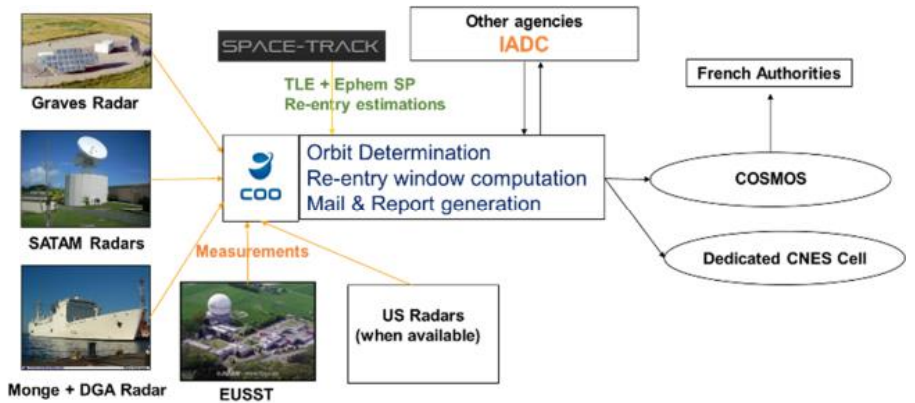 Other agencies
IADC
SPACE-TRACK
French Authorities
Graves Radar
TLE + Ephem SP
Re-entry estimations
COO
Orbit Determination
Re-entry window computation
Mail & Report generation
COSMOS
SATAM Radars
Measurements
Dedicated CNES Cell
US Radars
(when available)
Monge + DGA Radar
EUSST